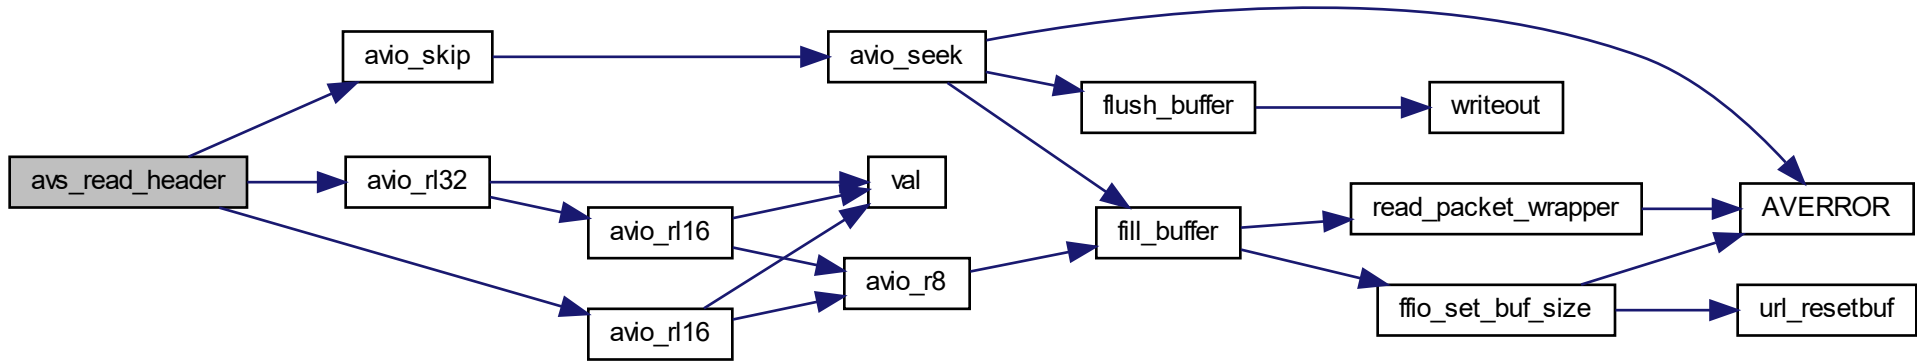 avio_skip
avio_seek
flush_buffer
writeout
avs_read_header
avio_rl32
val
avio_rl16
fill_buffer
read_packet_wrapper
AVERROR
avio_r8
avio_rl16
ffio_set_buf_size
url_resetbuf